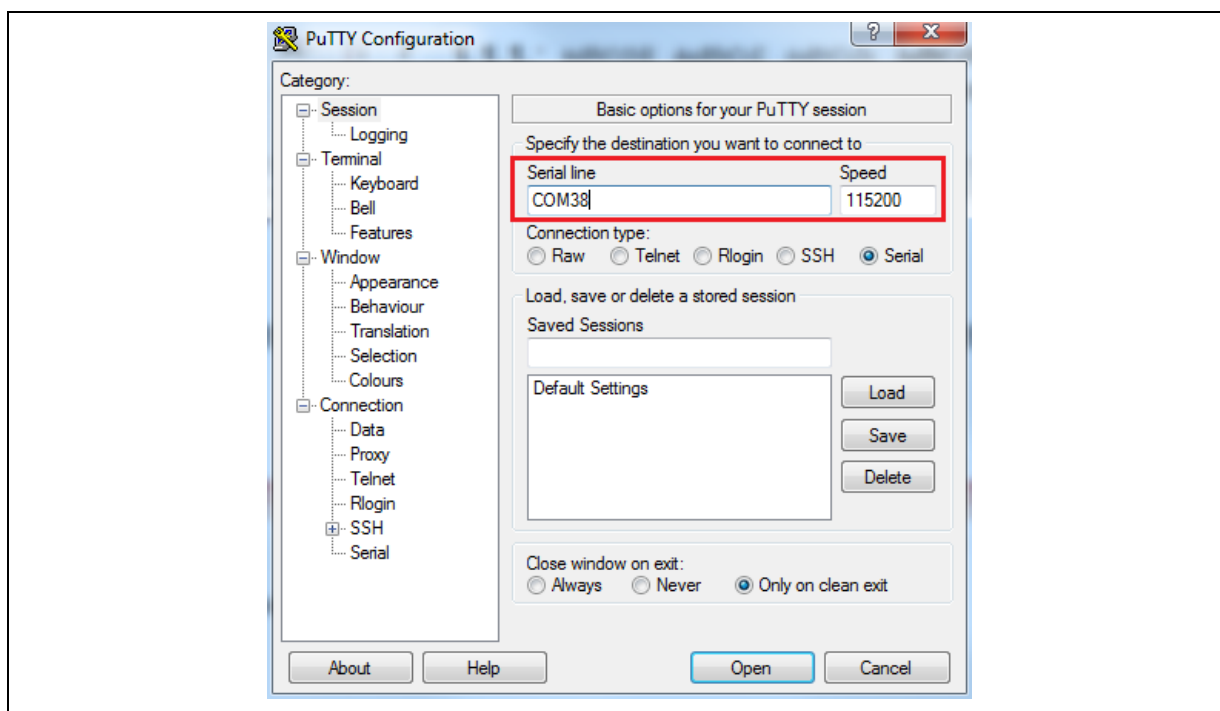 PuTTY Configuration
Category:
Session
Logging
Terminal
Keyboard
Bell
Features
Window
Appearance
Behaviour
Translation
Selection
Colours
Connection
Data
Proxy
Telnet
Rlogin
SSH
Serial
Basic options for your PuTTY session
Specify the destination you want to connect to
Serial line Speed
COM38 115200
Connection type:
Raw Telnet Rlogin SSH Serial
Load, save or delete a stored session
Saved Sessions
Default Settings
Load
Save
Delete
Close window on exit:
Always Never Only on clean exit
About Help Open Cancel